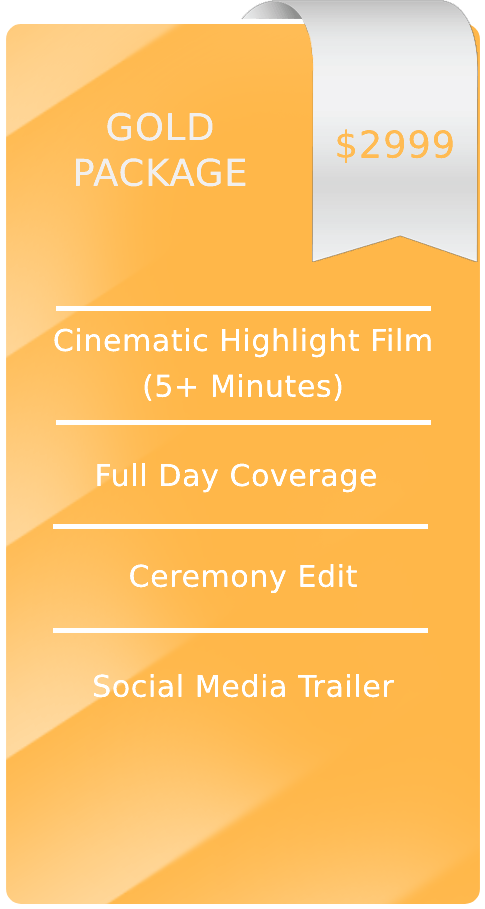 GOLD
PACKAGE
$2999
Cinematic Highlight Film
(5+ Minutes)
Full Day Coverage
Ceremony Edit
Social Media Trailer